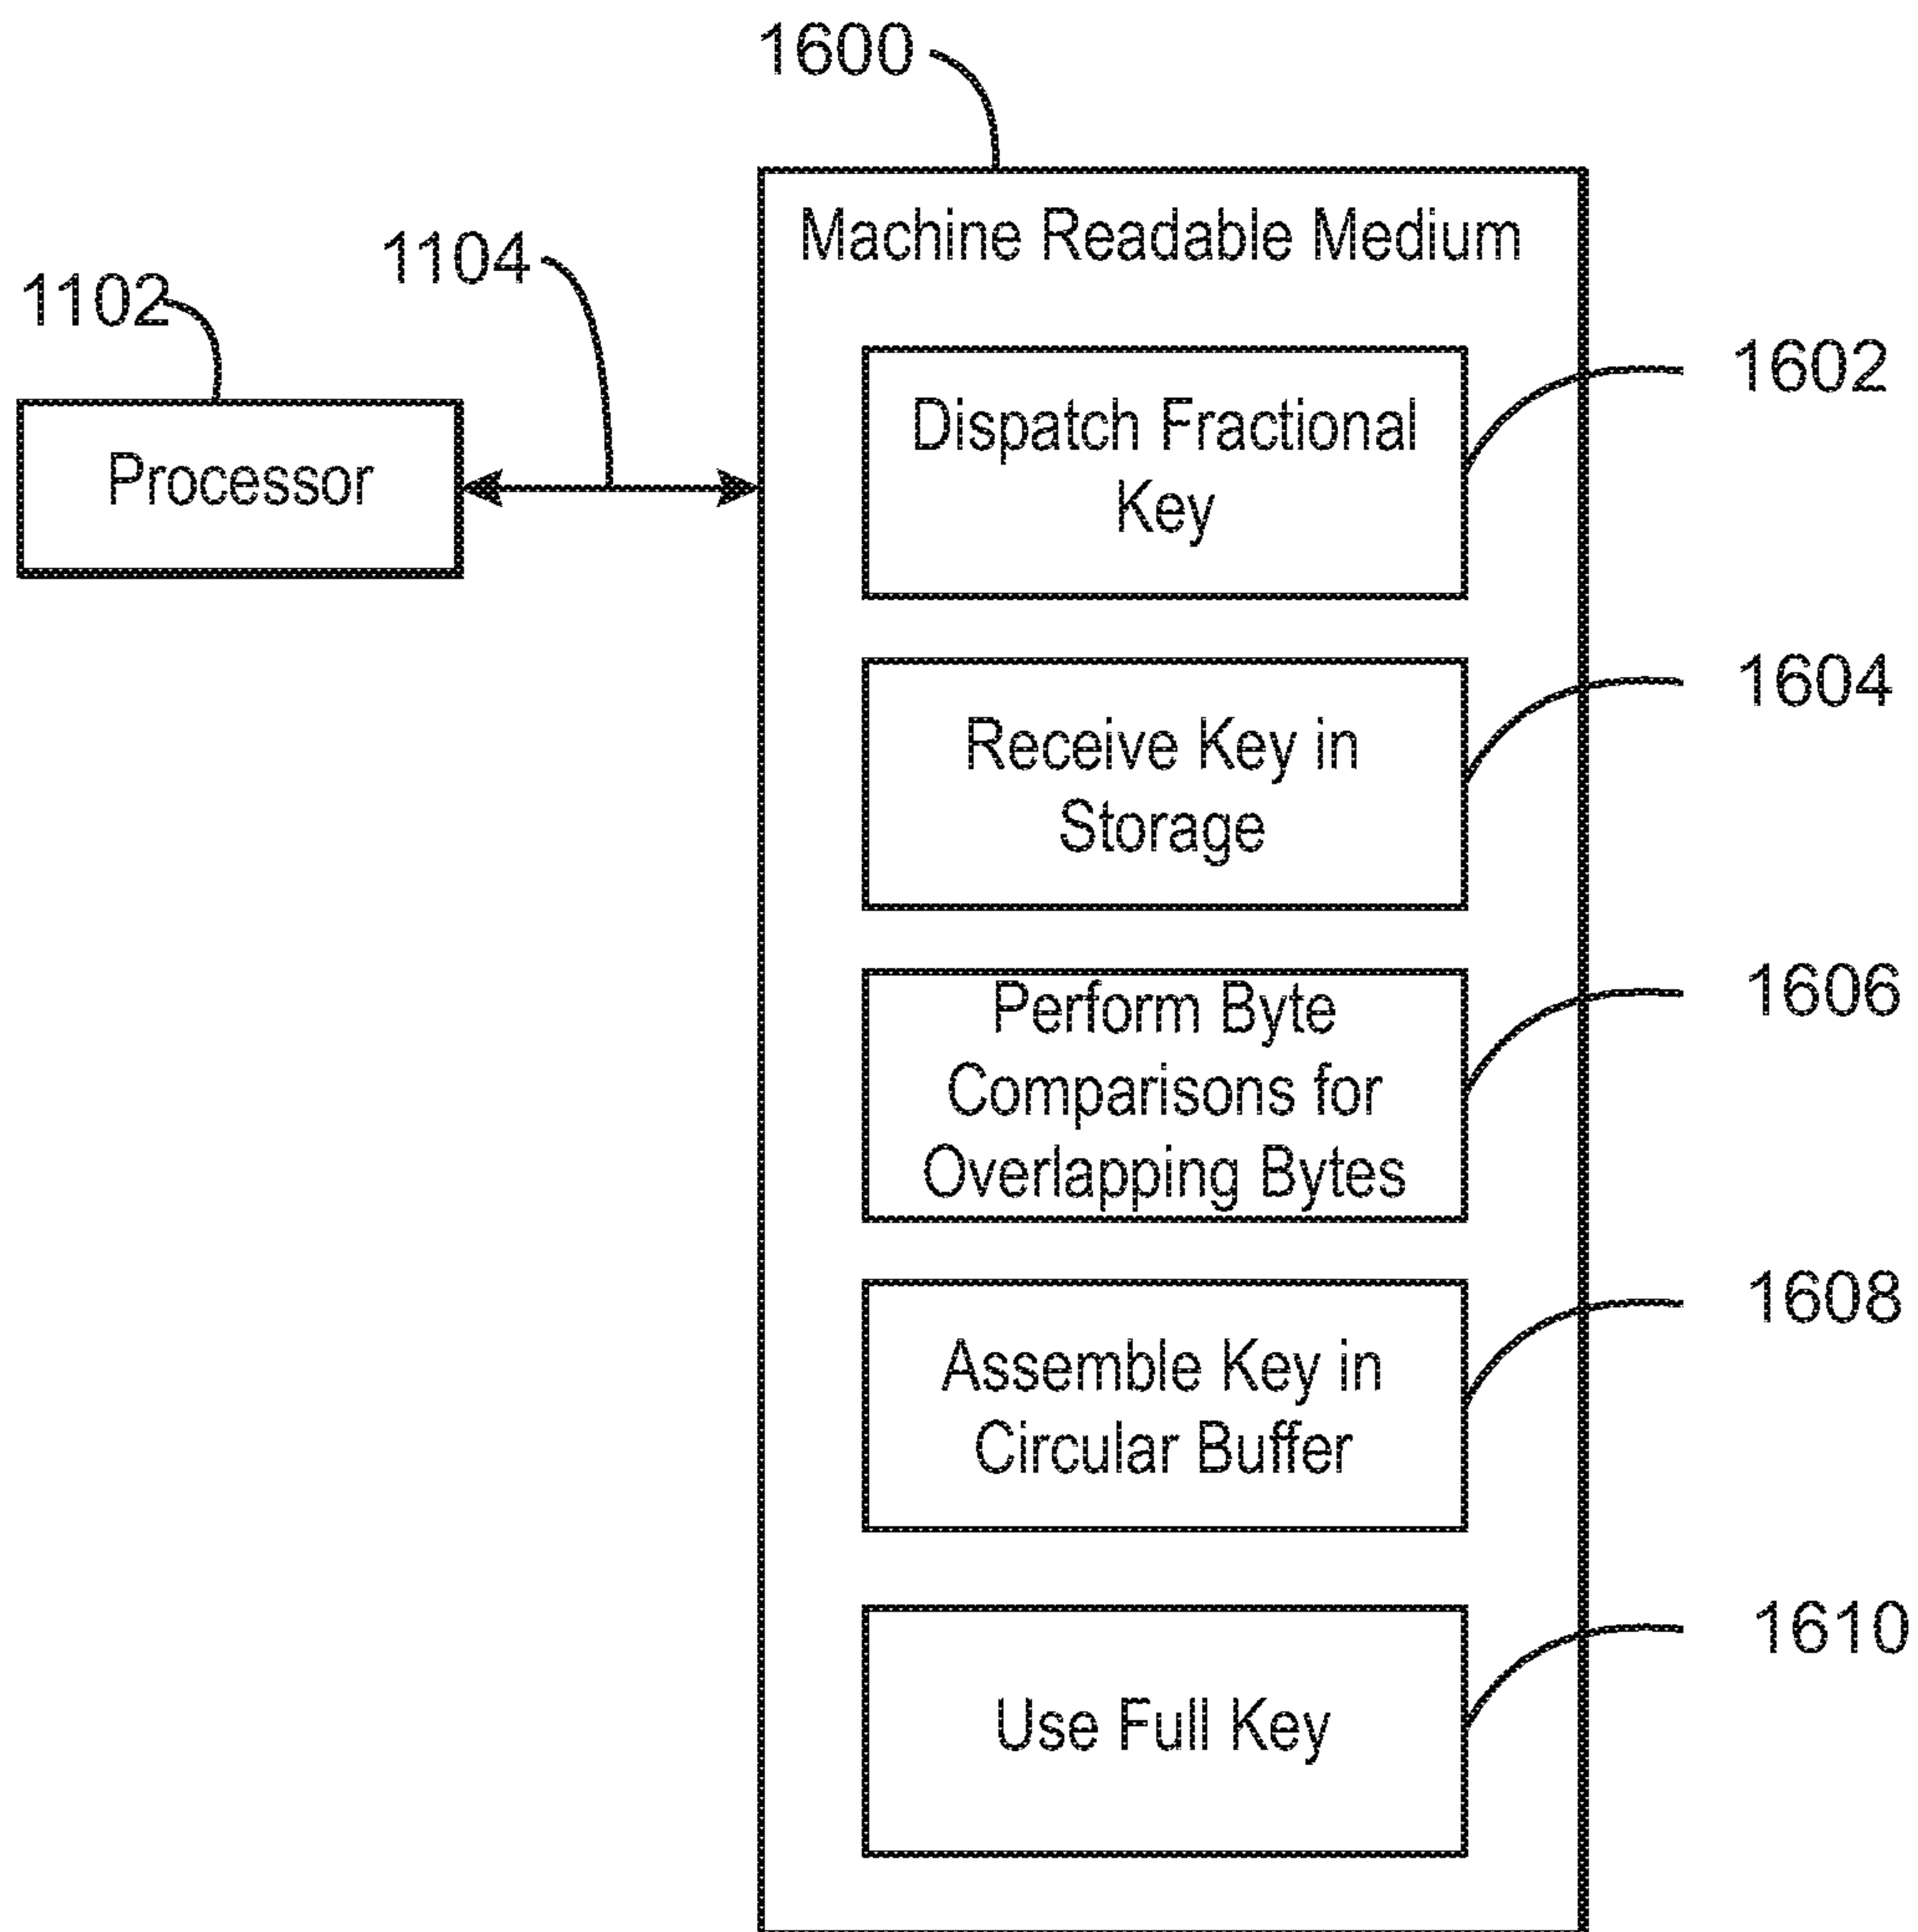 1600
Machine Readable Medium
1104
1102
Processor
Dispatch Fractional
Key
1602
Receive Key in
Storage
1604
Perform Byte
Comparisons for
Overlapping Bytes
1606
Assemble Key in
Circular Buffer
1608
Use Full Key
1610